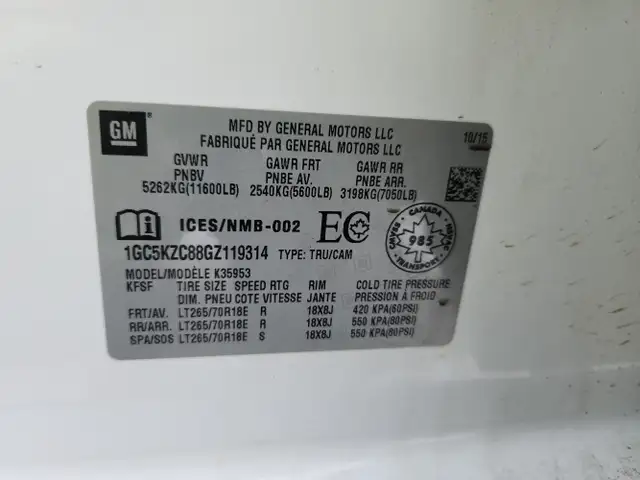 GM
MFD BY GENERAL MOTORS LLC
FABRIQUÉ PAR GENERAL MOTORS LLC
10/15
GVWR GAWR FRT GAWR RR
PNBV PNBE AV. PNBE ARR.
5262KG(11600LB) 2540KG(5600LB) 3198KG(7050LB)
ICES/NMB-002 EC
CANADA
CMVSS 985 NSVAC
TRANSPORT
1GC5KZC88GZ119314 TYPE: TRU/CAM
MODEL/MODÈLE K35953
KFSF TIRE SIZE SPEED RTG RIM COLD TIRE PRESSURE
DIM. PNEU COTE VITESSE JANTE PRESSION À FROID
FRT/AV. LT265/70R18E R 18X8J 420 KPA(60PSI)
RR/ARR. LT265/70R18E R 18X8J 550 KPA(80PSI)
SPA/SOS LT265/70R18E S 18X8J 550 KPA(80PSI)